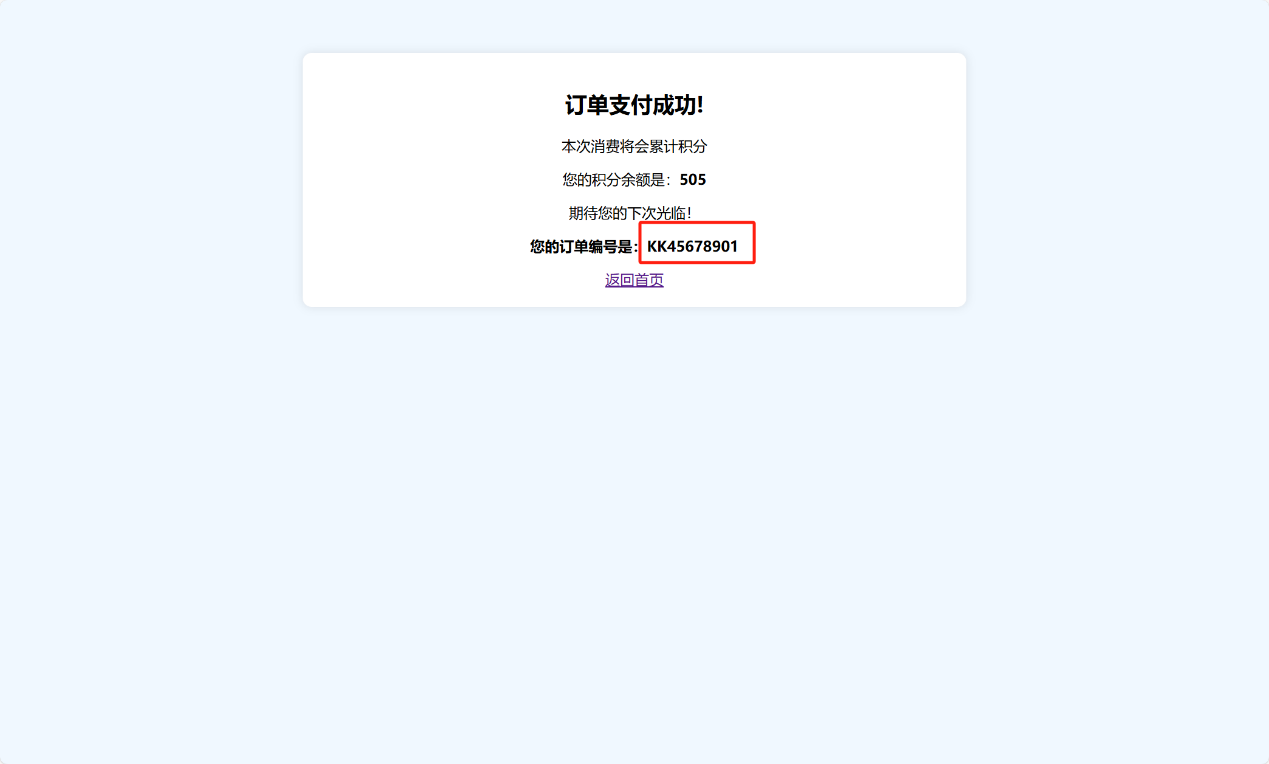 订单支付成功!
本次消费将会累计积分
您的积分余额是：505
期待您的下次光临！
您的订单编号是：KK45678901
返回首页